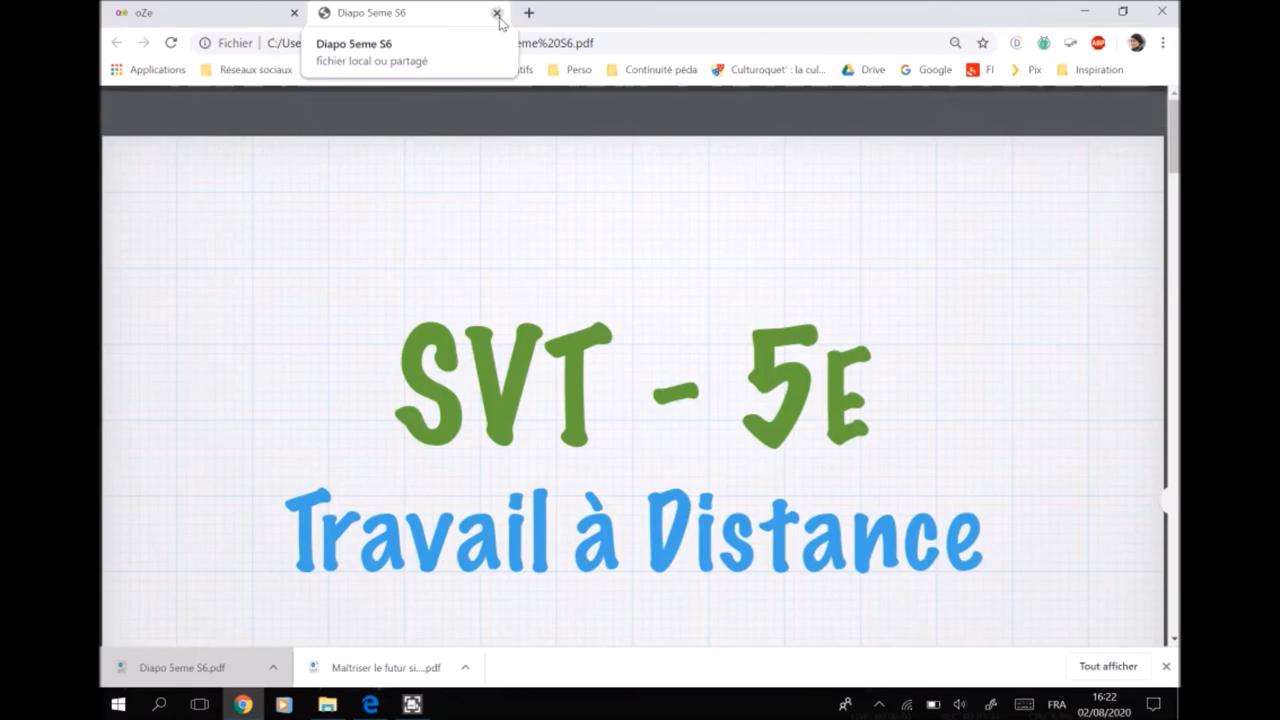 oZe
Diapo 5eme S6
Fichier
C:/Use
eme%20S6.pdf
Diapo 5eme S6
fichier local ou partagé
Applications
Réseaux sociaux
tifs
Perso
Continuité péda
Culturoquet' : la cul...
Drive
Google
FI
Pix
Inspiration
SVT - 5E
Travail à Distance
Diapo 5eme S6.pdf
Maîtriser le futur si....pdf
Tout afficher
FRA
16:22
02/08/2020